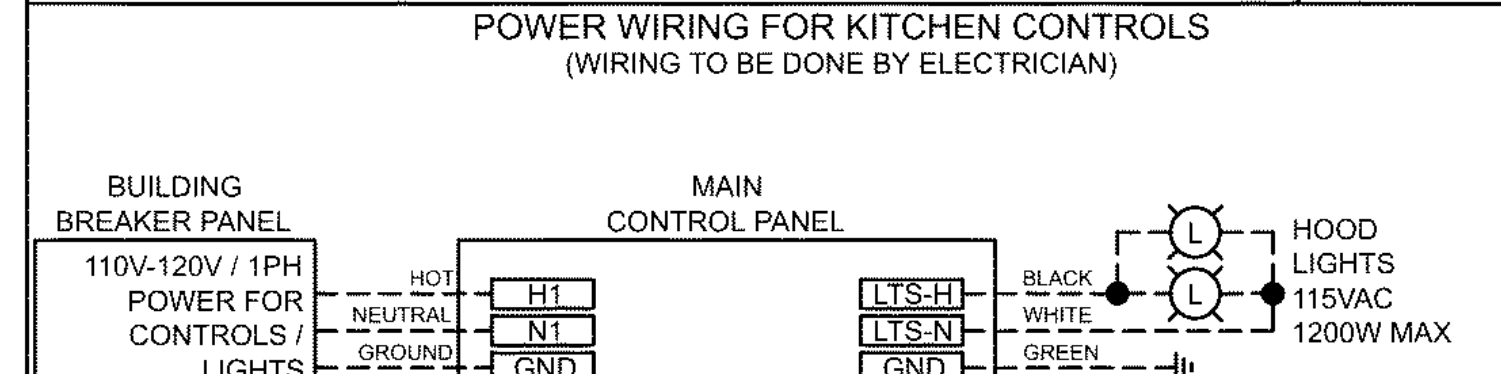 POWER WIRING FOR KITCHEN CONTROLS
(WIRING TO BE DONE BY ELECTRICIAN)
BUILDING
BREAKER PANEL
110V-120V / 1PH
POWER FOR
CONTROLS /
LIGHTS
HOT
NEUTRAL
GROUND
MAIN
CONTROL PANEL
H1
N1
GND
LTS-H
LTS-N
GND
BLACK
WHITE
GREEN
L
L
HOOD
LIGHTS
115VAC
1200W MAX